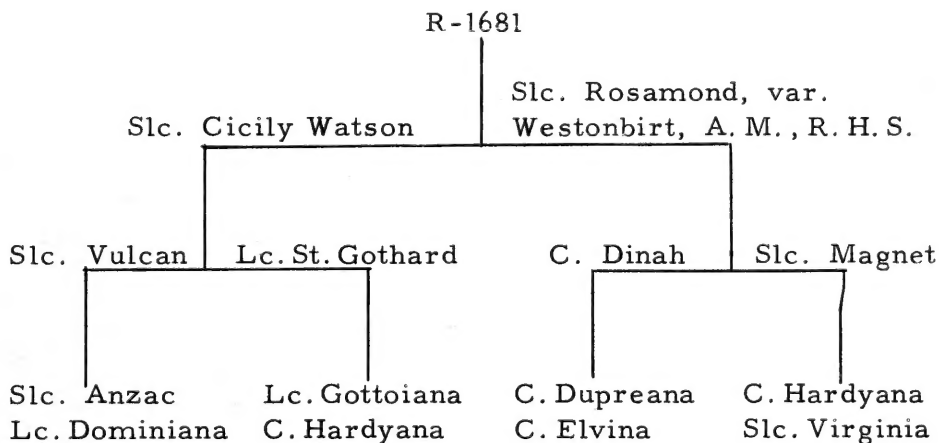 R-1681
Slc. Rosamond, var.
Slc. Cicily Watson
Westonbirt, A.M., R.H.S.
Slc. Vulcan
Lc. St. Gothard
C. Dinah
Slc. Magnet
Slc. Anzac
Lc. Gottoiana
C. Dupreana
C. Hardyana
Lc. Dominiana
C. Hardyana
C. Elvina
Slc. Virginia